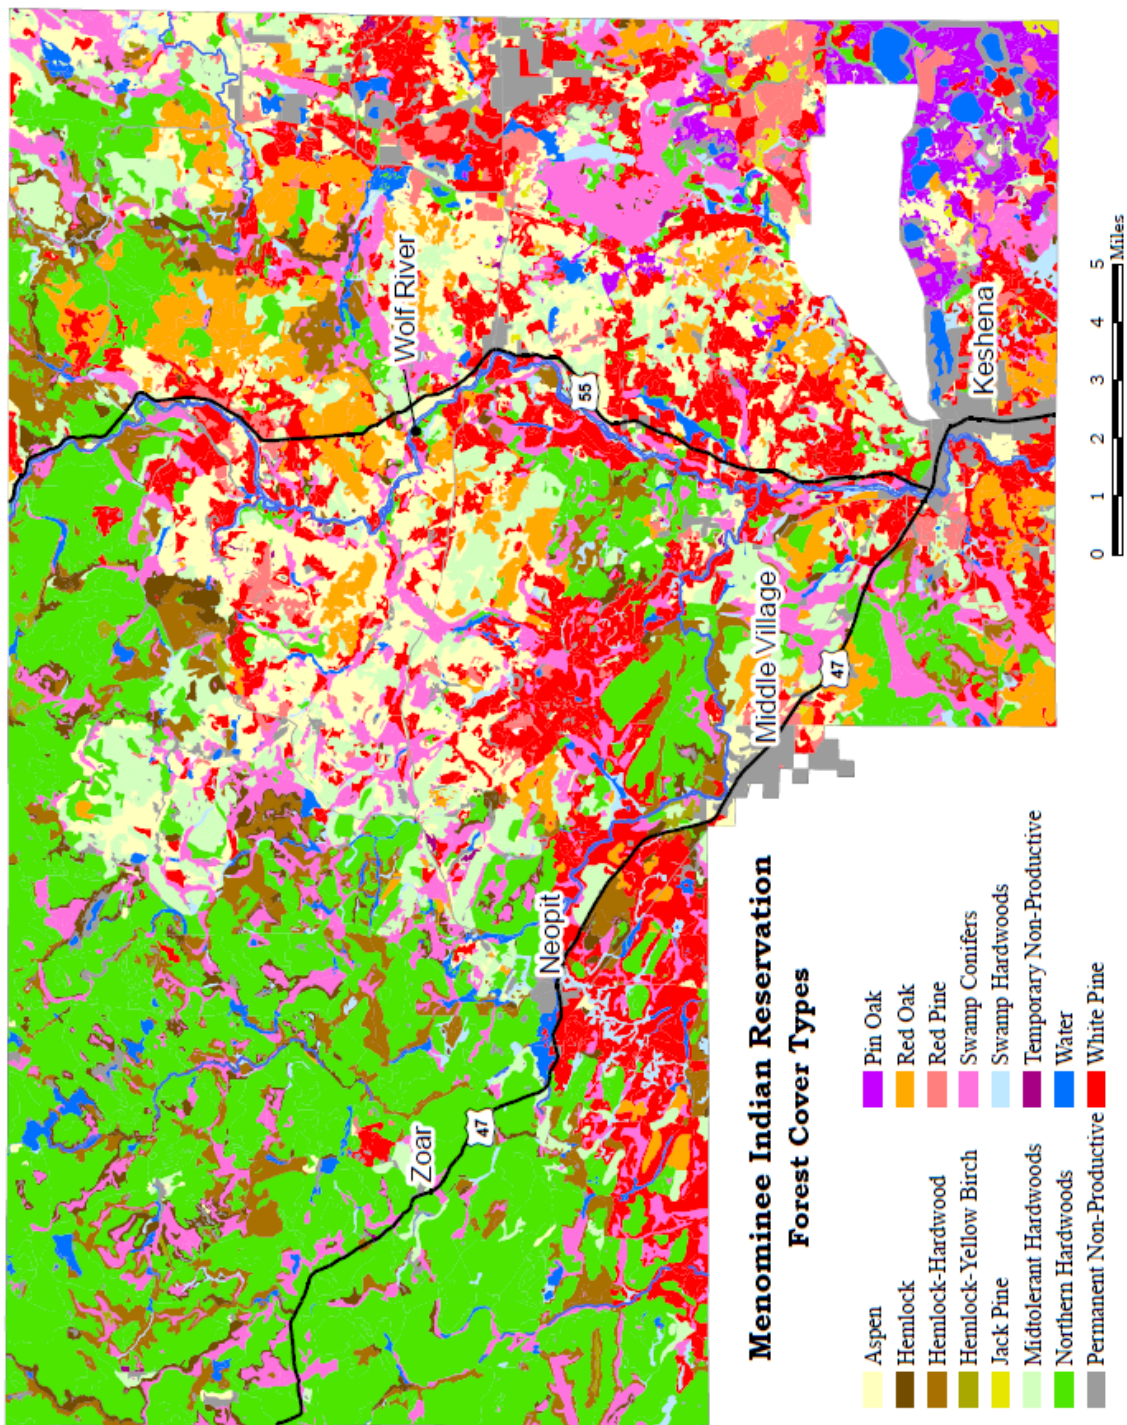 Wolf River
55
Keshena
Middle Village
47
Neopit
Zoar
47
0 1 2 3 4 5
Miles
Menominee Indian Reservation
Forest Cover Types
Aspen
Hemlock
Hemlock-Hardwood
Hemlock-Yellow Birch
Jack Pine
Midtolerant Hardwoods
Northern Hardwoods
Permanent Non-Productive
Pin Oak
Red Oak
Red Pine
Swamp Conifers
Swamp Hardwoods
Temporary Non-Productive
Water
White Pine